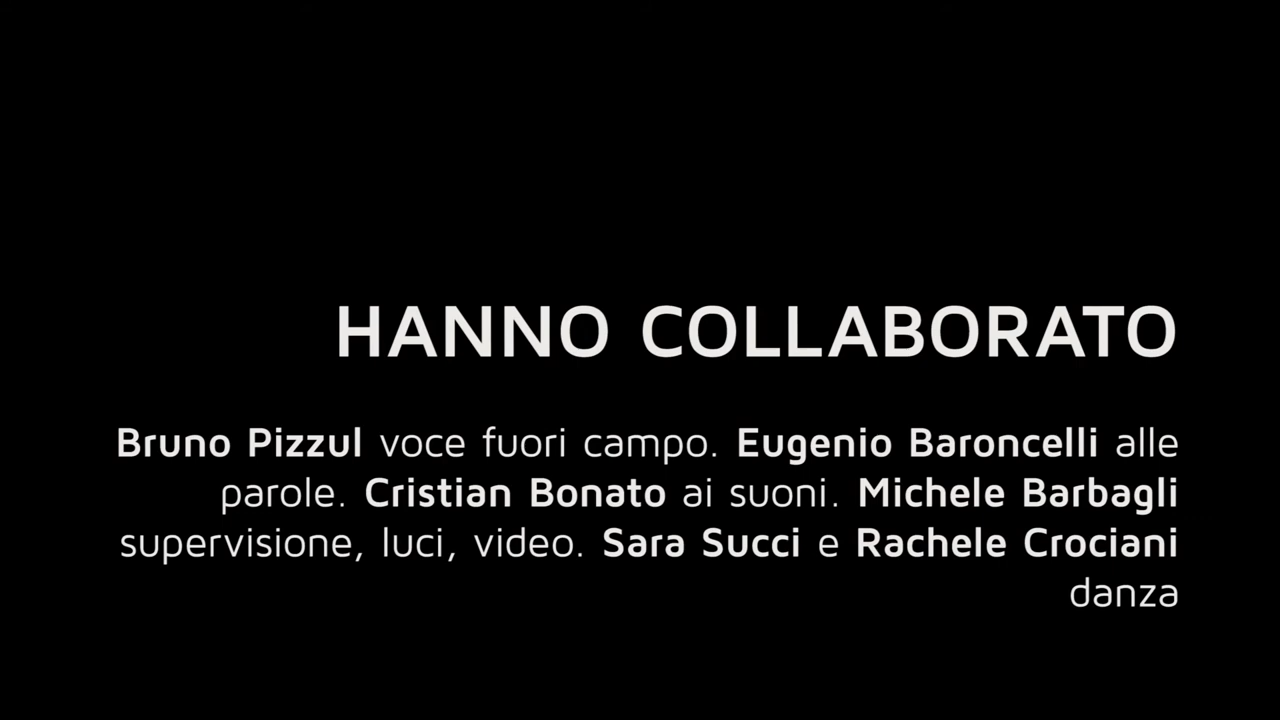 HANNO COLLABORATO
Bruno Pizzul voce fuori campo. Eugenio Baroncelli alle
parole. Cristian Bonato ai suoni. Michele Barbagli
supervisione, luci, video. Sara Succi e Rachele Crociani
danza